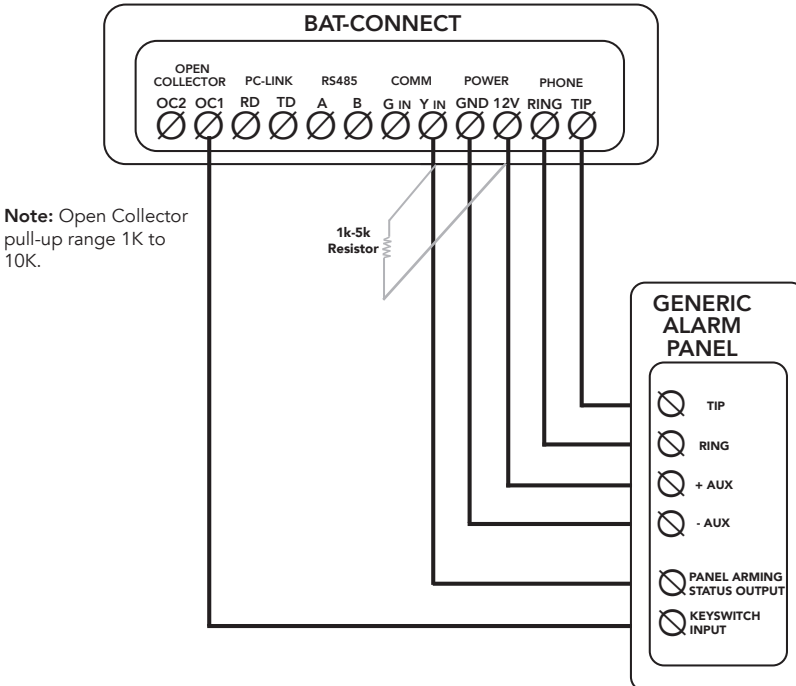 BAT-CONNECT
OPEN
COLLECTOR
PC-LINK
RS485
COMM
POWER
PHONE
OC2 OC1 RD TD A B G IN Y IN GND 12V RING TIP
Note: Open Collector
pull-up range 1K to
10K.
1k-5k
Resistor
GENERIC
ALARM
PANEL
TIP
RING
+ AUX
- AUX
PANEL ARMING
STATUS OUTPUT
KEYSWITCH
INPUT